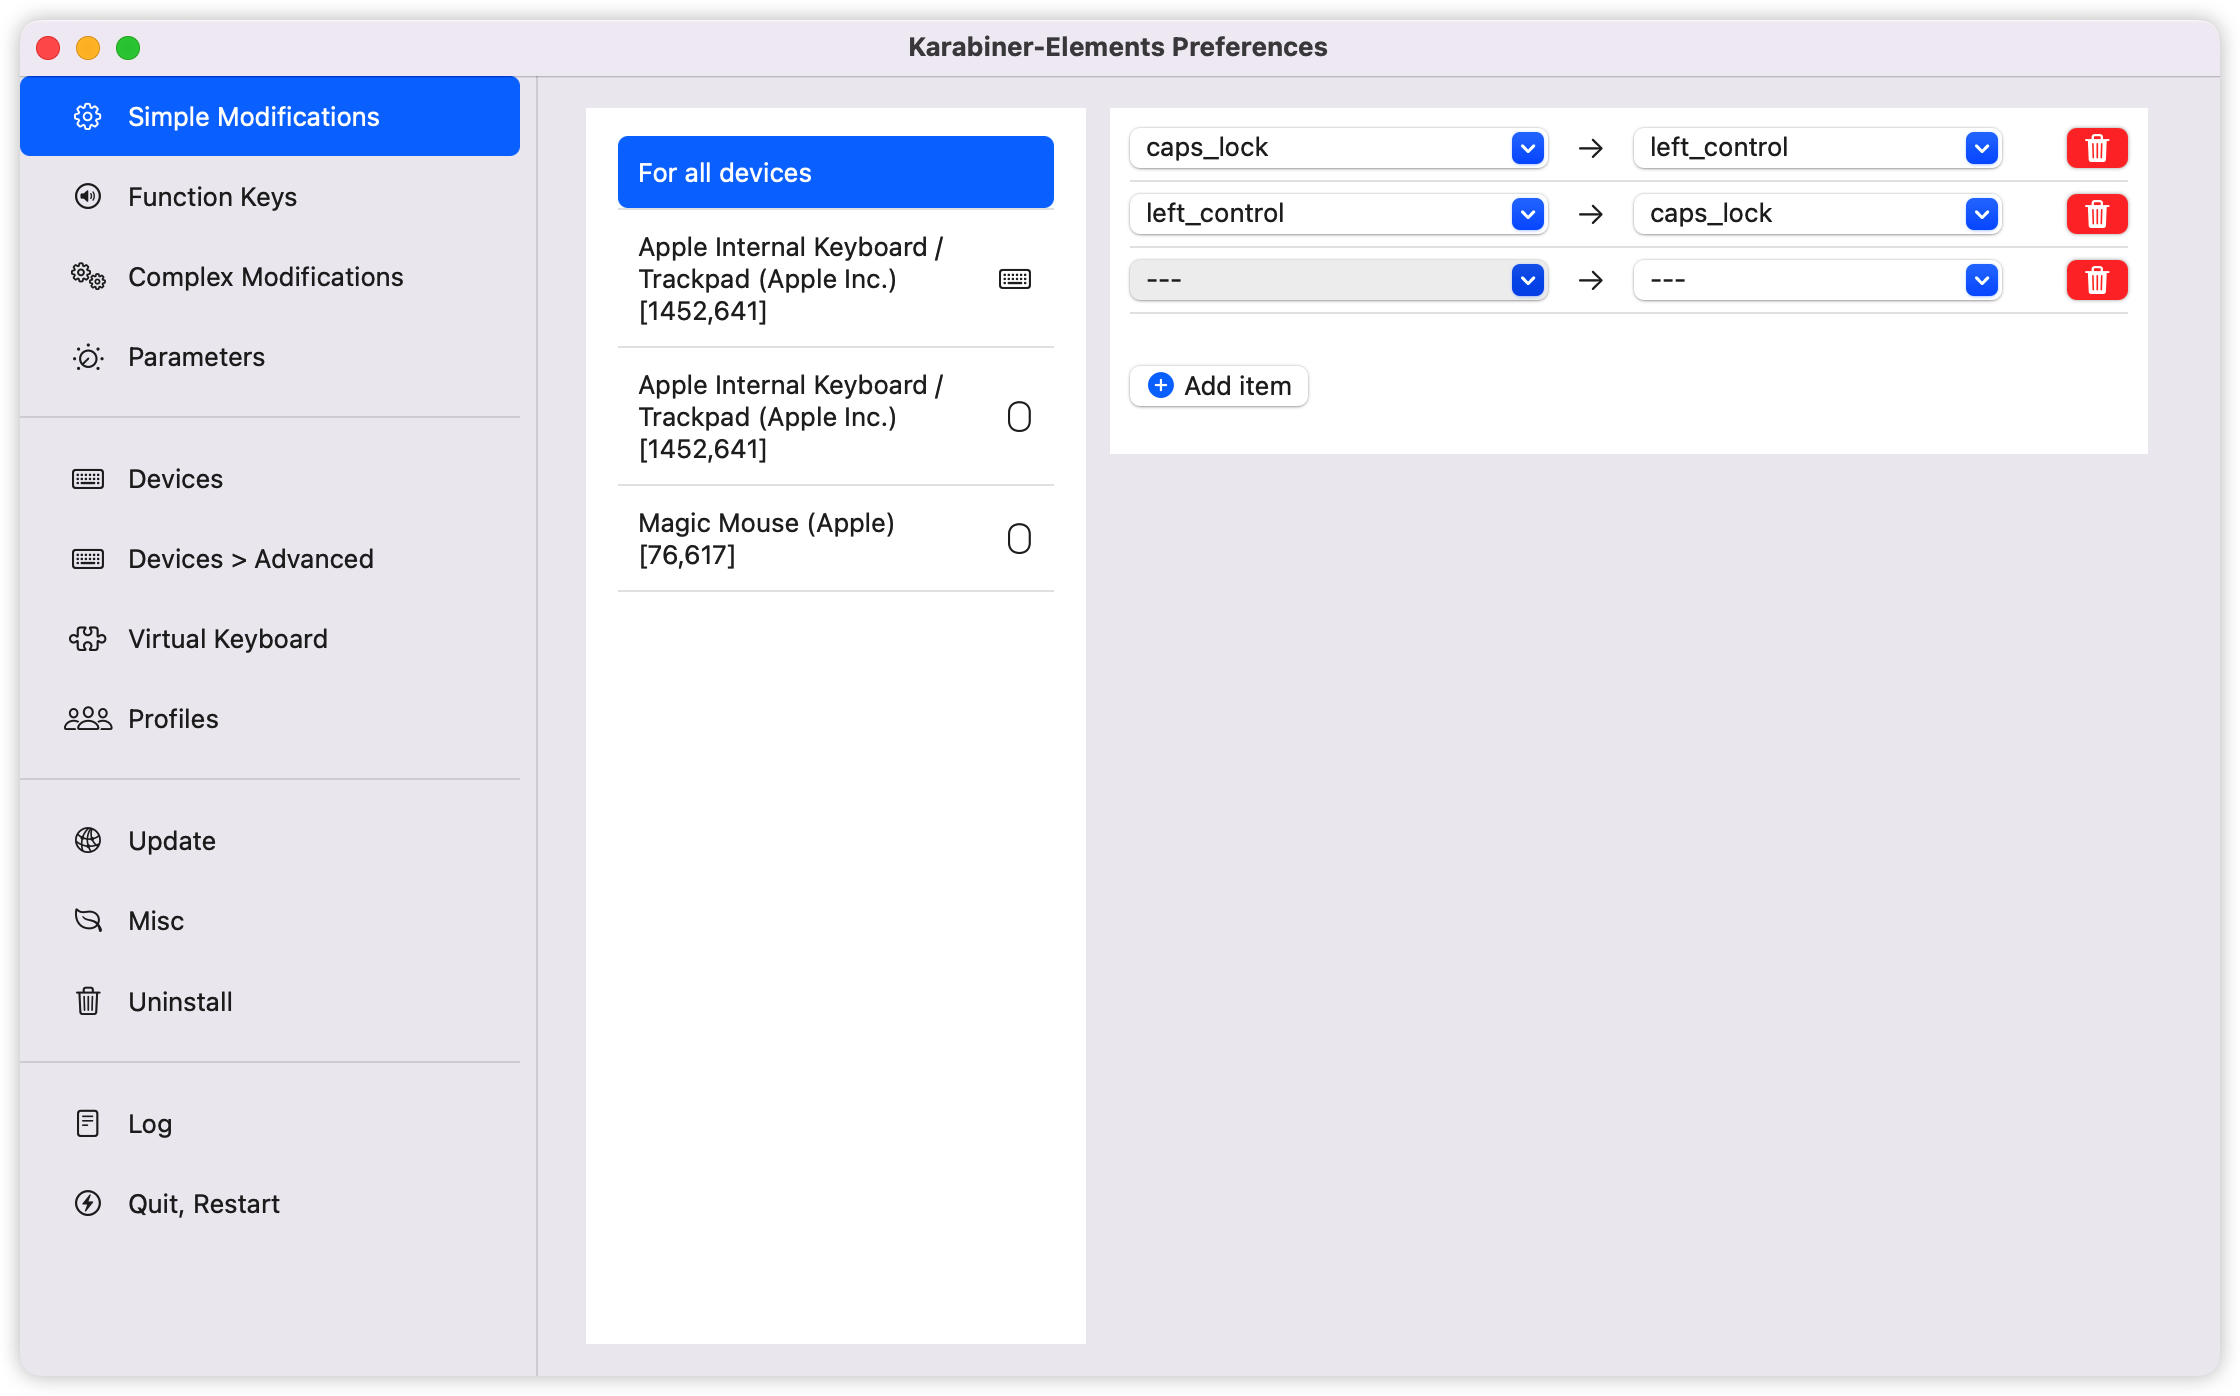 Karabiner-Elements Preferences
Simple Modifications
Function Keys
Complex Modifications
Parameters
Devices
Devices > Advanced
Virtual Keyboard
Profiles
Update
Misc
Uninstall
Log
Quit, Restart
For all devices
Apple Internal Keyboard /
Trackpad (Apple Inc.)
[1452,641]
Apple Internal Keyboard /
Trackpad (Apple Inc.)
[1452,641]
Magic Mouse (Apple)
[76,617]
caps_lock → left_control
left_control → caps_lock
--- → ---
Add item